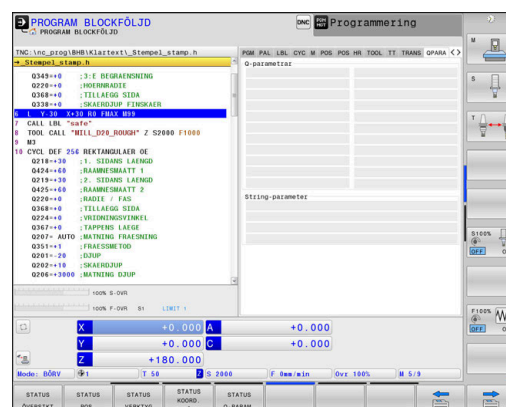 PROGRAM BLOCKFÖLJD
PROGRAM BLOCKFÖLJD
DNC
Programmering
TNC:\nc_prog\BHB\Klartext\_Stempel_stamp.h
→_Stempel_stamp.h
Q349=+0 ;3:E BEGRAENSNING
Q220=+0 ;HOERNRADIE
Q368=+0 ;TILLAEGG SIDA
Q338=+0 ;SKAERDJUP FINSKAER
6 L Y-30 X+30 R0 FMAX M99
7 CALL LBL "safe"
8 TOOL CALL "MILL_D20_ROUGH" Z S2000 F1000
9 M3
10 CYCL DEF 256 REKTANGULAER OE
Q218=+30 ;1. SIDANS LAENGD
Q424=+60 ;RAAMNESMAATT 1
Q219=+30 ;2. SIDANS LAENGD
Q425=+60 ;RAAMNESMAATT 2
Q220=+0 ;RADIE / FAS
Q368=+0 ;TILLAEGG SIDA
Q224=+0 ;VRIDNINGSVINKEL
Q367=+0 ;TAPPENS LAEGE
Q207= AUTO ;MATNING FRAESNING
Q351=+1 ;FRAESSMETOD
Q201=-20 ;DJUP
Q202=+10 ;SKAERDJUP
Q206=+3000 ;MATNING DJUP
PGM PAL LBL CYC M POS POS HR TOOL TT TRANS QPARA
Q-parametrar
String-parameter
100% S-OVR
100% F-OVR S1 LIMIT 1
X +0.000 A +0.000
Y +0.000 C +0.000
Z +180.000
Mode: BÖRV 1 T 50 Z S 2000 F 0mm/min Ovr 100% M 5/9
STATUS ÖVERSIKT
STATUS POS.
STATUS VERKTYG
STATUS KOORD.
STATUS Q-PARAM.
M
S
T
S100%
OFF
F100%
OFF